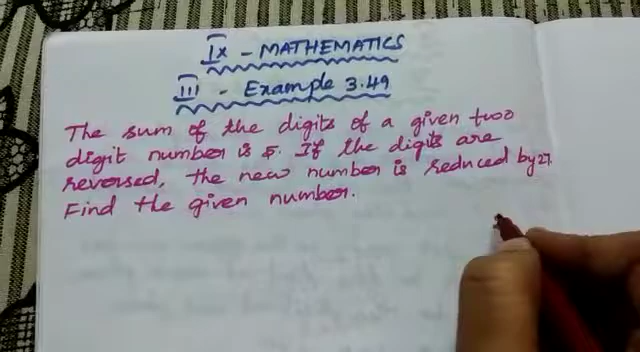 IX - MATHEMATICS
III - Example 3.49
The sum of the digits of a given two
digit number is 5. If the digits are
reversed, the new number is reduced by 27.
Find the given number.